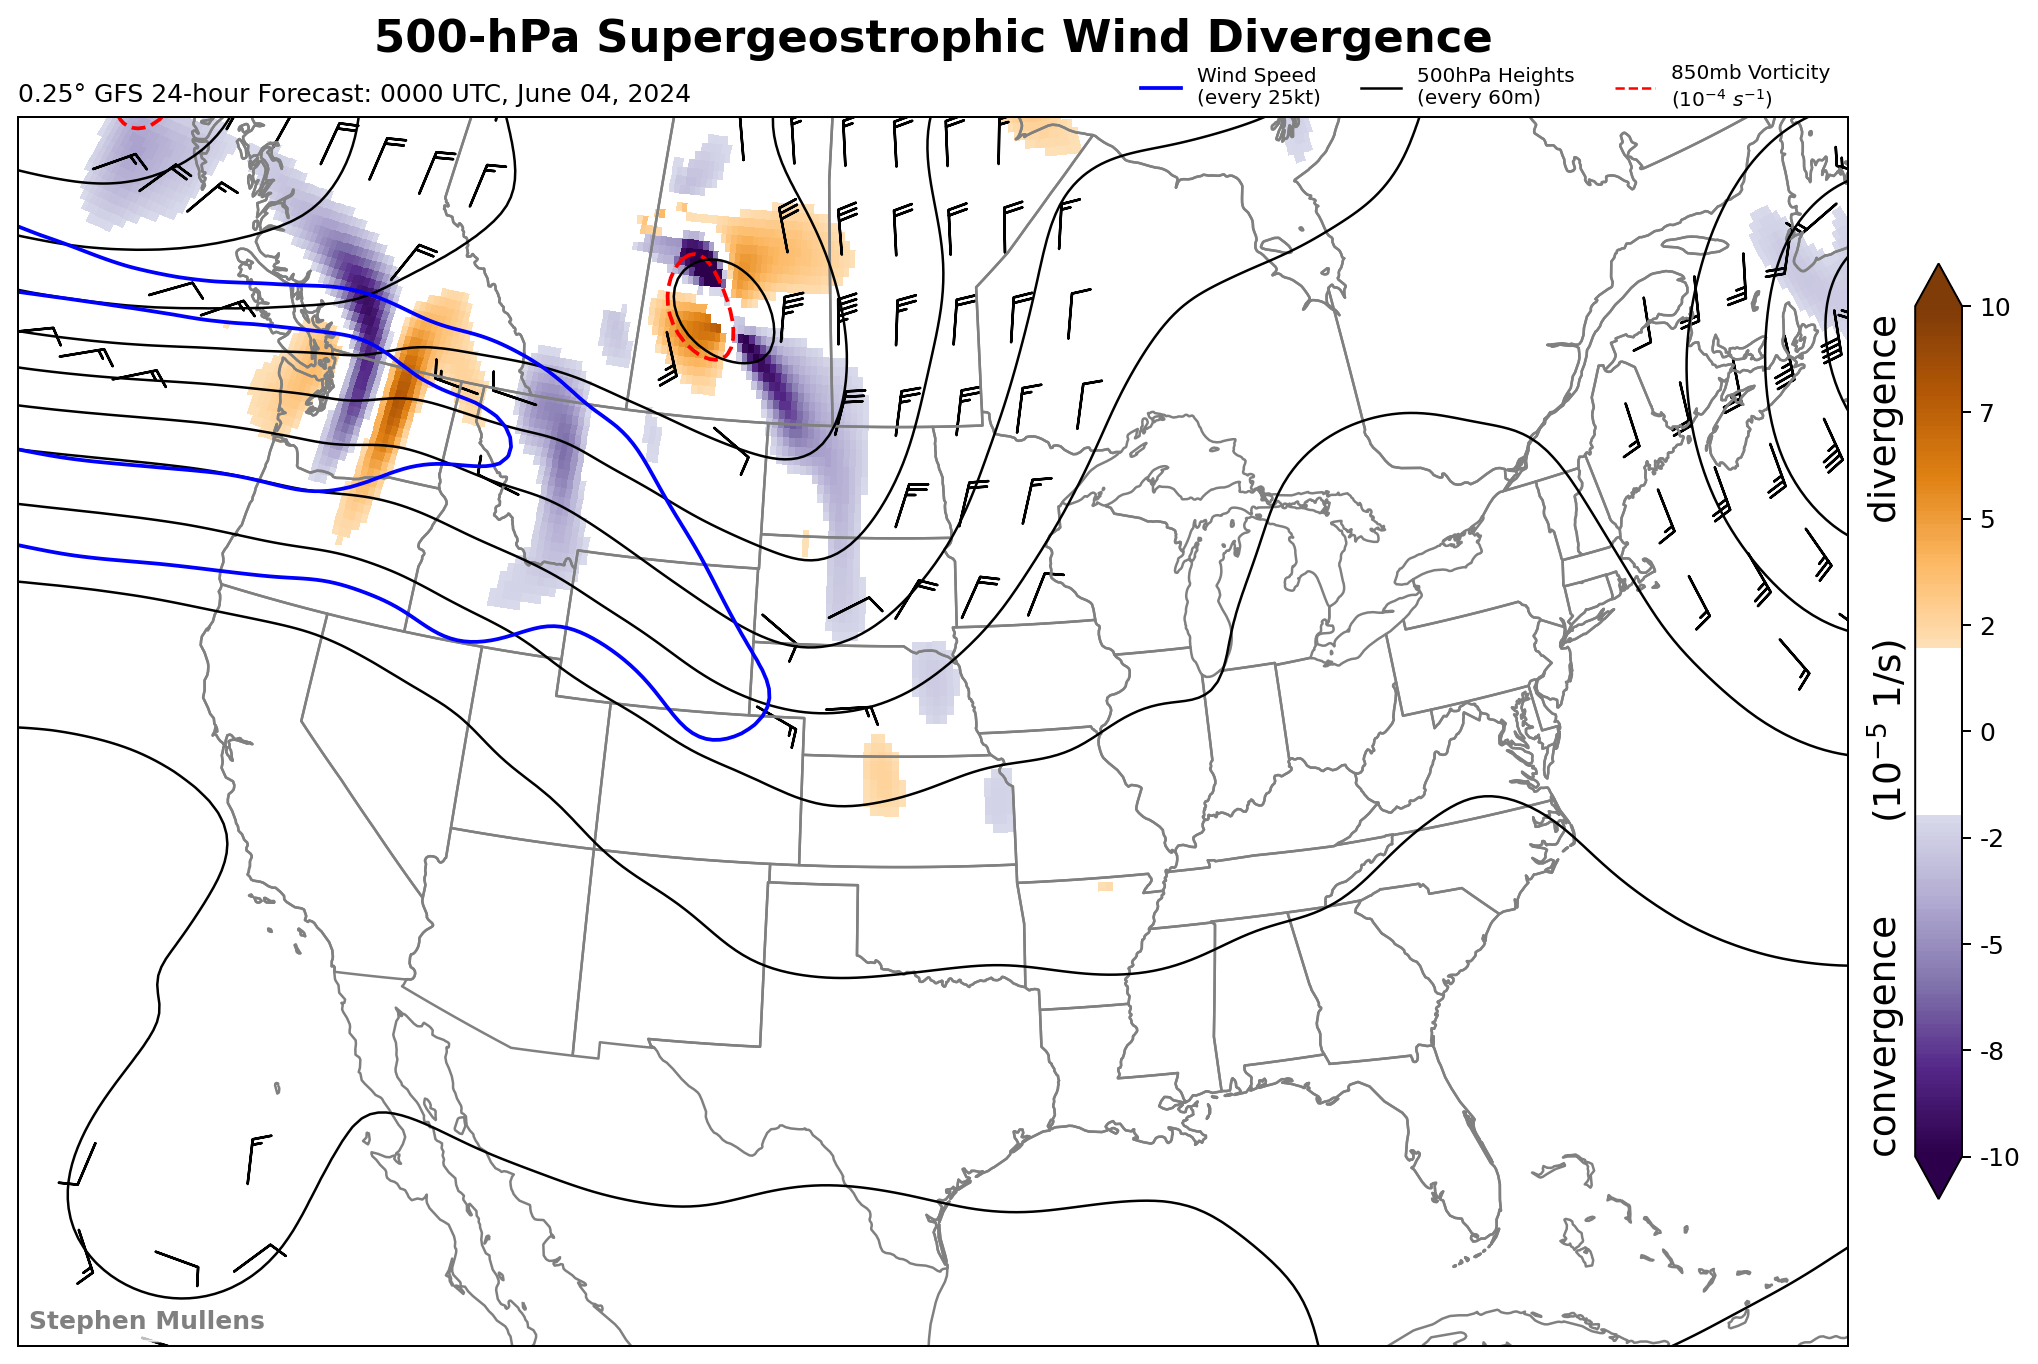 500-hPa Supergeostrophic Wind Divergence
0.25° GFS 24-hour Forecast: 0000 UTC, June 04, 2024
Wind Speed
(every 25kt)
500hPa Heights
(every 60m)
850mb Vorticity
(10⁻⁴ s⁻¹)
divergence
(10⁻⁵ 1/s)
convergence
10
7
5
2
0
-2
-5
-8
-10
Stephen Mullens